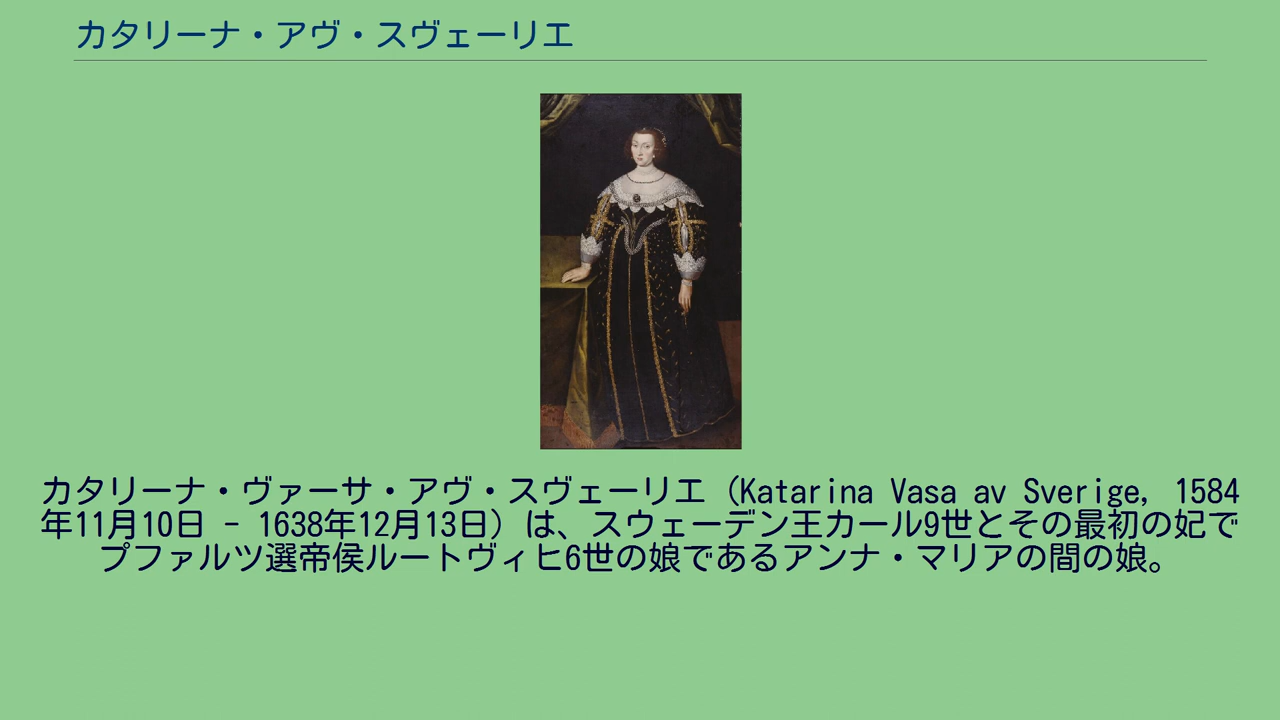 カタリーナ・アヴ・スヴェーリエ
カタリーナ・ヴァーサ・アヴ・スヴェーリエ（Katarina Vasa av Sverige, 1584
年11月10日 - 1638年12月13日）は、スウェーデン王カール9世とその最初の妃で
プファルツ選帝侯ルートヴィヒ6世の娘であるアンナ・マリアの間の娘。